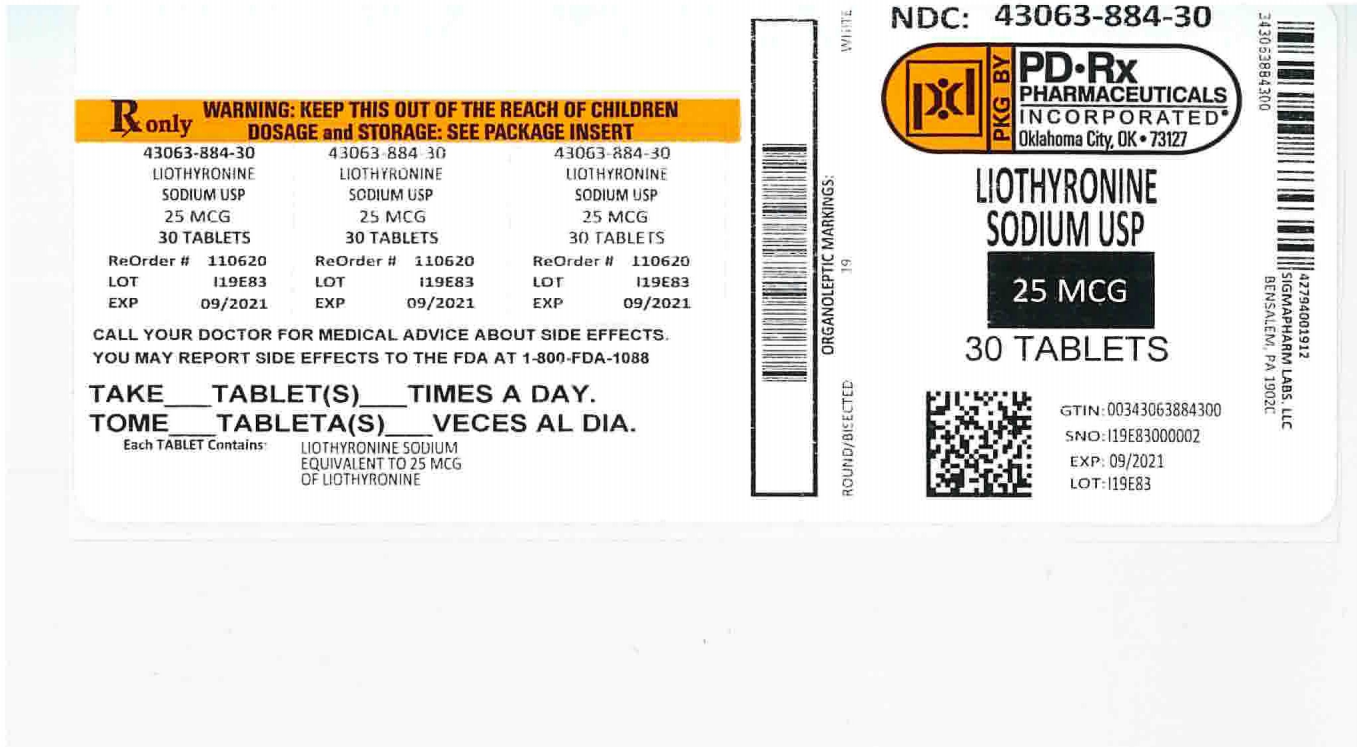 Rx only
WARNING: KEEP THIS OUT OF THE REACH OF CHILDREN
DOSAGE and STORAGE: SEE PACKAGE INSERT
43063-884-30 43063-884-30 43063-884-30
LIOTHYRONINE LIOTHYRONINE LIOTHYRONINE
SODIUM USP SODIUM USP SODIUM USP
25 MCG 25 MCG 25 MCG
30 TABLETS 30 TABLETS 30 TABLETS
ReOrder # 110620 ReOrder # 110620 ReOrder # 110620
LOT I19E83 LOT I19E83 LOT I19E83
EXP 09/2021 EXP 09/2021 EXP 09/2021
CALL YOUR DOCTOR FOR MEDICAL ADVICE ABOUT SIDE EFFECTS.
YOU MAY REPORT SIDE EFFECTS TO THE FDA AT 1-800-FDA-1088
TAKE___TABLET(S)___TIMES A DAY.
TOME___TABLETA(S)___VECES AL DIA.
Each TABLET Contains: LIOTHYRONINE SODIUM
EQUIVALENT TO 25 MCG
OF LIOTHYRONINE
ORGANOLEPTIC MARKINGS:
ROUND/BISECTED 19 WHITE
NDC: 43063-884-30
PKG BY
PD•Rx
PHARMACEUTICALS
INCORPORATED®
Oklahoma City, OK • 73127
LIOTHYRONINE
SODIUM USP
25 MCG
30 TABLETS
GTIN: 00343063884300
SNO: I19E83000002
EXP: 09/2021
LOT: I19E83
343063884300
42794001912
SIGMAPHARM LABS, LLC
BENSALEM, PA 1902C